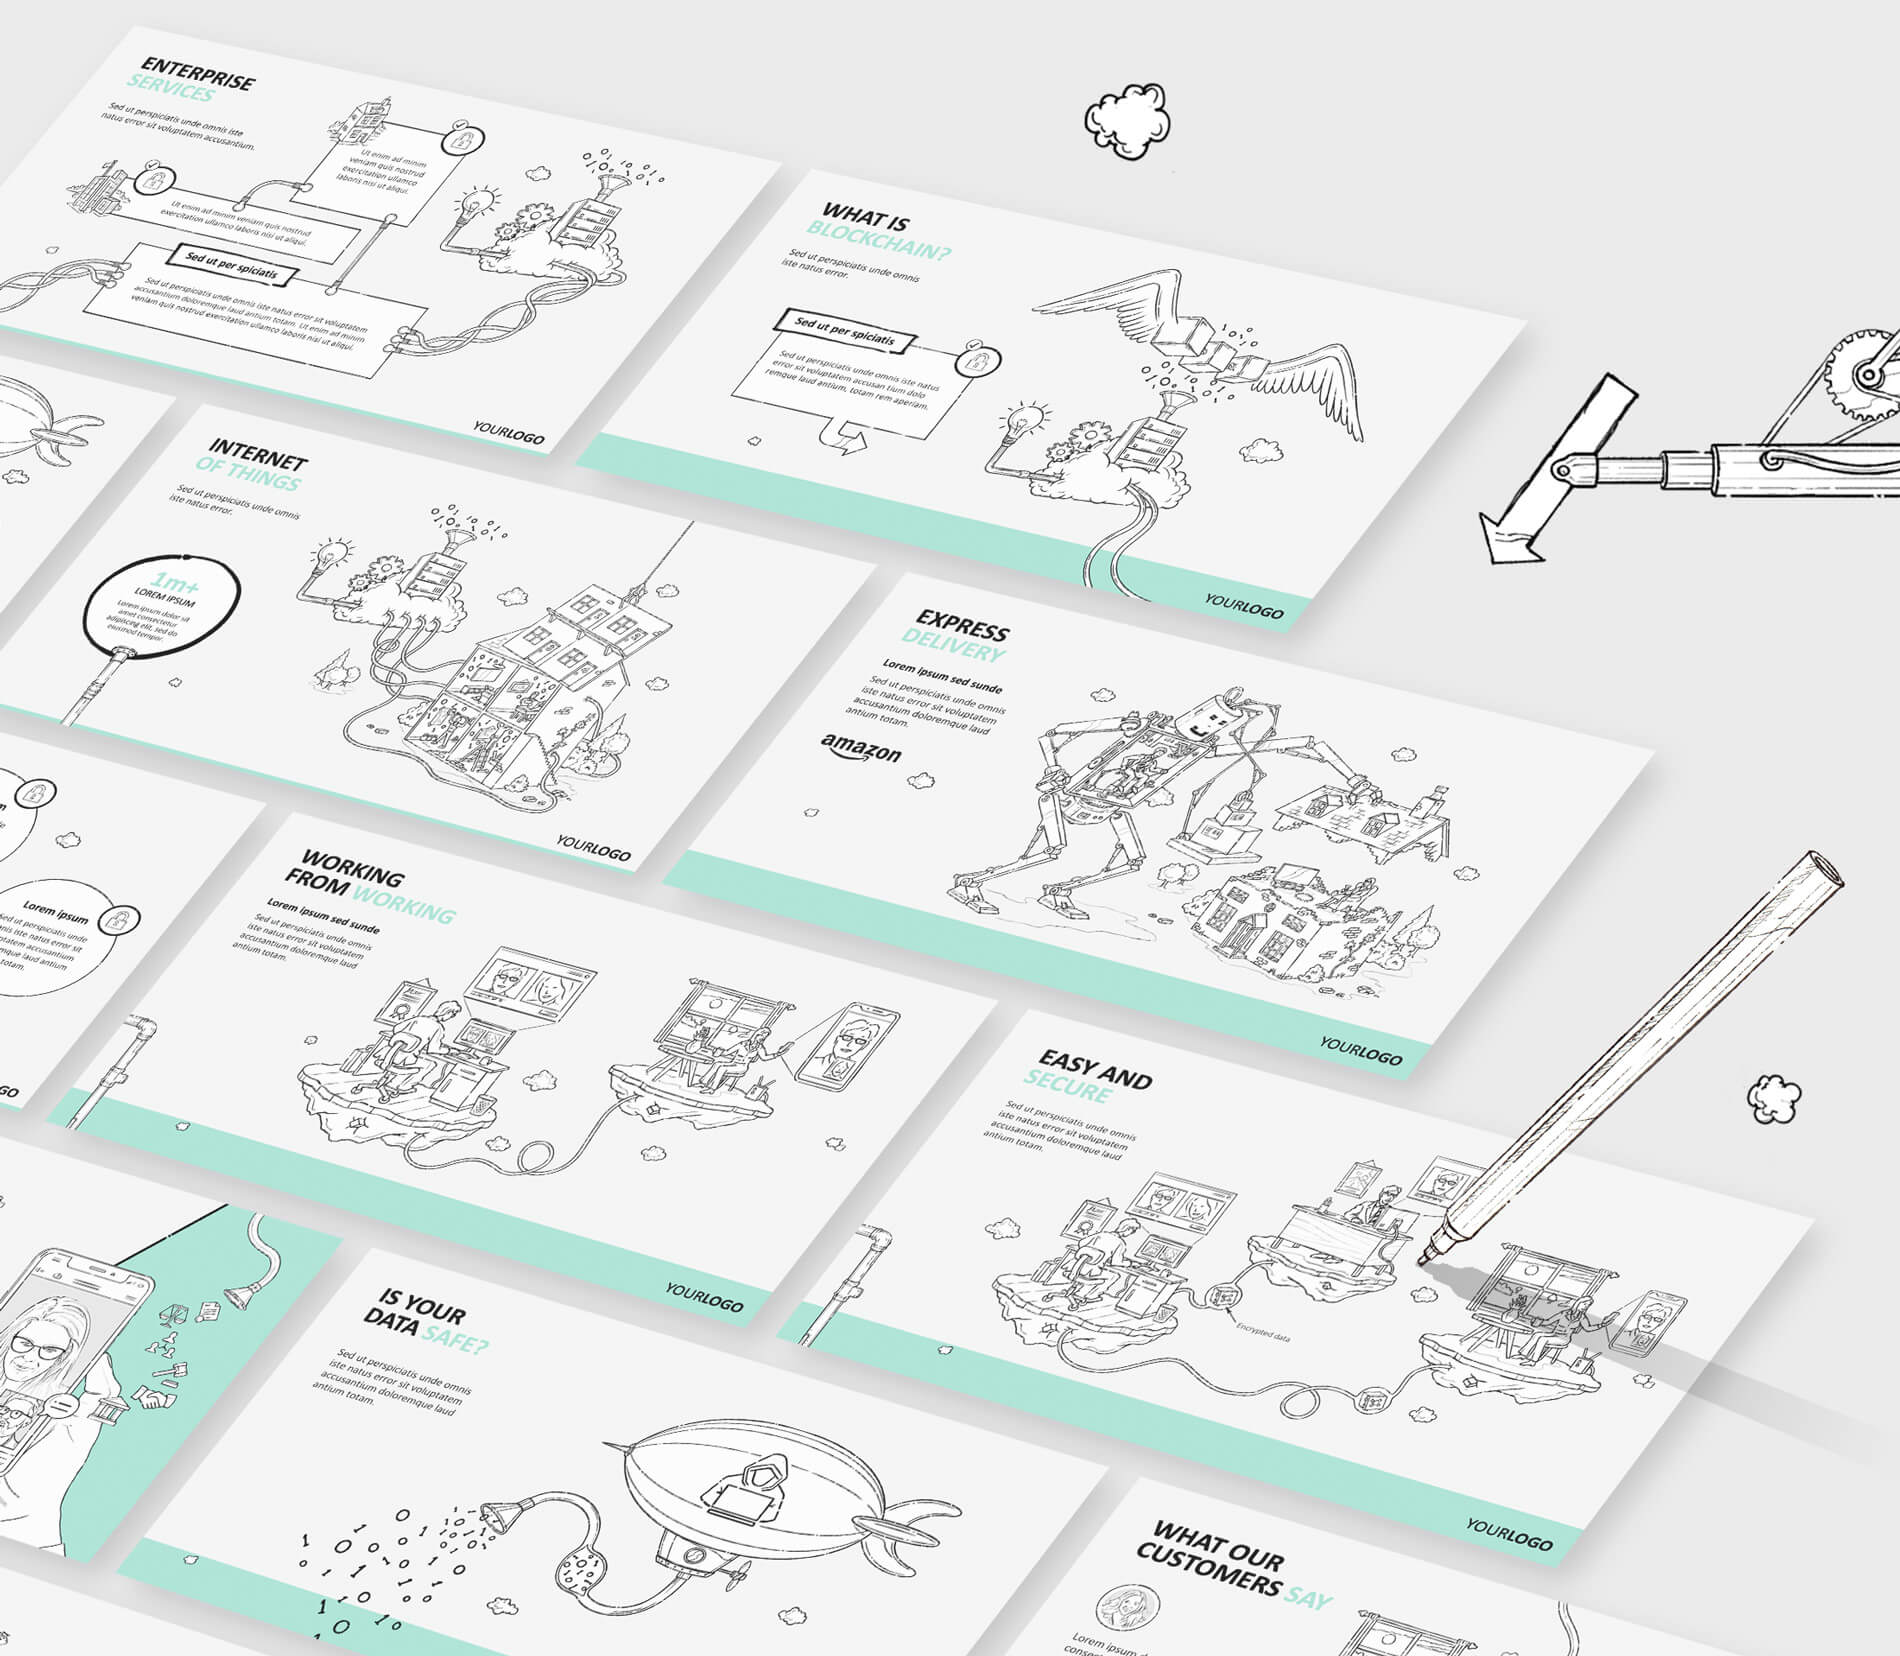 ENTERPRISE
SERVICES
Sed ut perspiciatis unde omnis iste
natus error sit voluptatem accusantium.
Ut enim ad minim
veniam quis nostrud
exercitation ullamco
laboris nisi ut aliqui.
Ut enim ad minim veniam quis nostrud
exercitation ullamco laboris nisi ut aliqui.
Sed ut per spiciatis
Sed ut perspiciatis unde omnis iste natus error sit voluptatem
accusantium doloremque laud antium totam. Ut enim ad minim
veniam quis nostrud exercitation ullamco laboris nisi ut aliqui.
YOURLOGO
WHAT IS
BLOCKCHAIN?
Sed ut perspiciatis unde omnis
iste natus error.
Sed ut per spiciatis
Sed ut perspiciatis unde omnis iste natus
error sit voluptatem accusan tium dolo
remque laud antium, totam rem aperiam.
YOURLOGO
INTERNET
OF THINGS
Sed ut perspiciatis unde omnis
iste natus error.
1m+
LOREM IPSUM
Lorem ipsum dolor sit
amet consectetur
adipiscing elit, sed do
eiusmod tempor.
YOURLOGO
EXPRESS
DELIVERY
Lorem ipsum sed sunde
Sed ut perspiciatis unde omnis
iste natus error sit voluptatem
accusantium doloremque laud
antium totam.
amazon
YOURLOGO
Lorem ipsum
Sed ut perspiciatis unde
iste natus error sit
accusantium
laud antium
totam.
WORKING
FROM WORKING
Lorem ipsum sed sunde
Sed ut perspiciatis unde omnis
iste natus error sit voluptatem
accusantium doloremque laud
antium totam.
YOURLOGO
EASY AND
SECURE
Sed ut perspiciatis unde omnis
iste natus error sit voluptatem
accusantium doloremque laud
antium totam.
Encrypted data
YOURLOGO
IS YOUR
DATA SAFE?
Sed ut perspiciatis unde omnis
iste natus error sit voluptatem
accusantium doloremque laud
antium totam.
WHAT OUR
CUSTOMERS SAY
Lorem ipsum